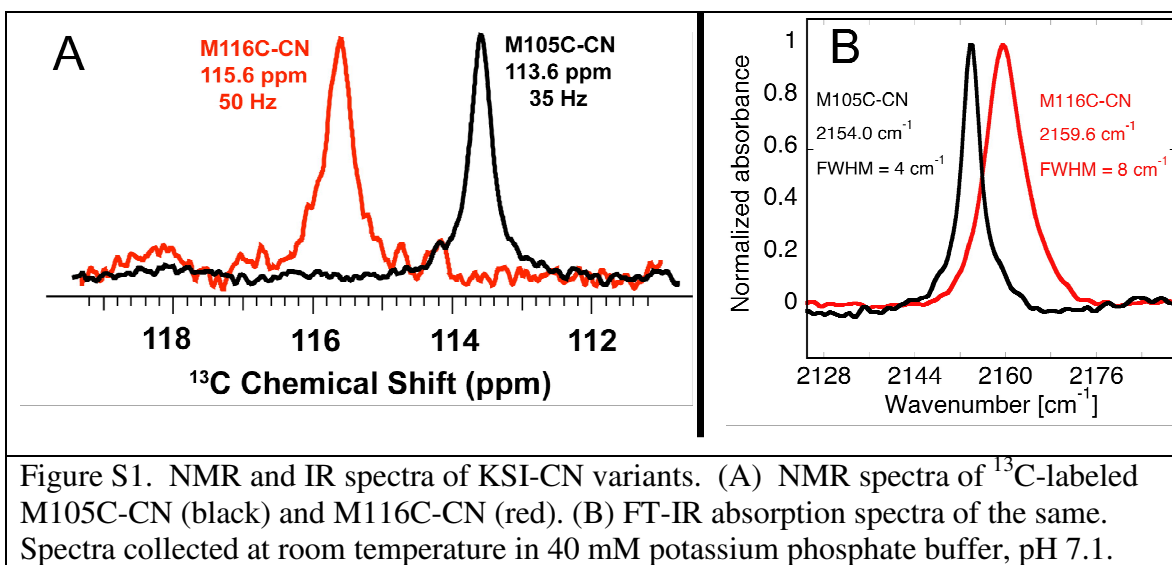 A
M116C-CN
115.6 ppm
50 Hz
M105C-CN
113.6 ppm
35 Hz
118 116 114 112
¹³C Chemical Shift (ppm)
B
Normalized absorbance
1
0.8
0.6
0.4
0.2
0
M105C-CN
2154.0 cm⁻¹
FWHM = 4 cm⁻¹
M116C-CN
2159.6 cm⁻¹
FWHM = 8 cm⁻¹
2128 2144 2160 2176
Wavenumber [cm⁻¹]
Figure S1. NMR and IR spectra of KSI-CN variants. (A) NMR spectra of ¹³C-labeled
M105C-CN (black) and M116C-CN (red). (B) FT-IR absorption spectra of the same.
Spectra collected at room temperature in 40 mM potassium phosphate buffer, pH 7.1.